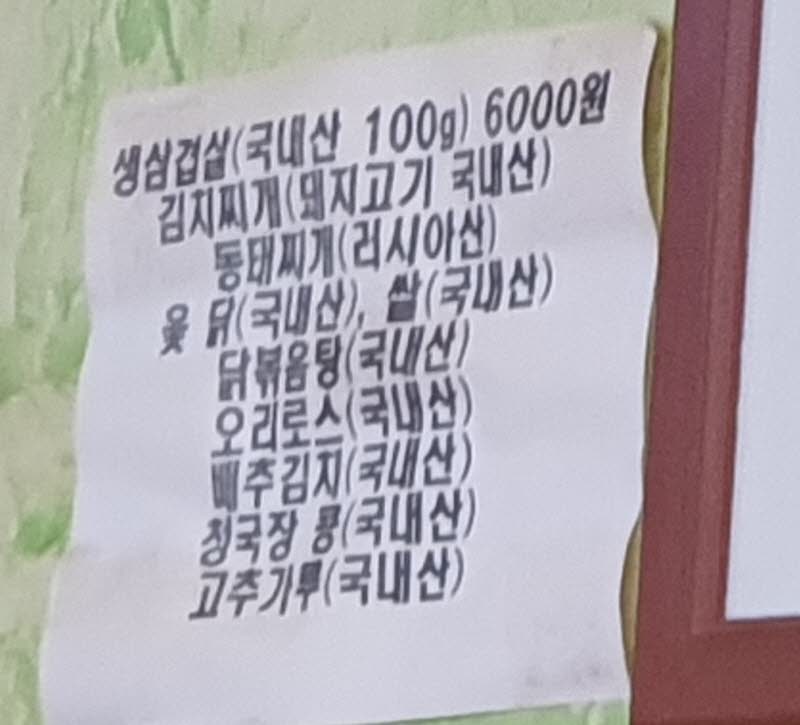 생삼겹살(국내산 100g) 6000원
김치찌개(돼지고기 국내산)
동태찌개(러시아산)
옻 닭(국내산), 쌀(국내산)
닭볶음탕(국내산)
오리로스(국내산)
배추김치(국내산)
청국장 콩(국내산)
고추가루(국내산)